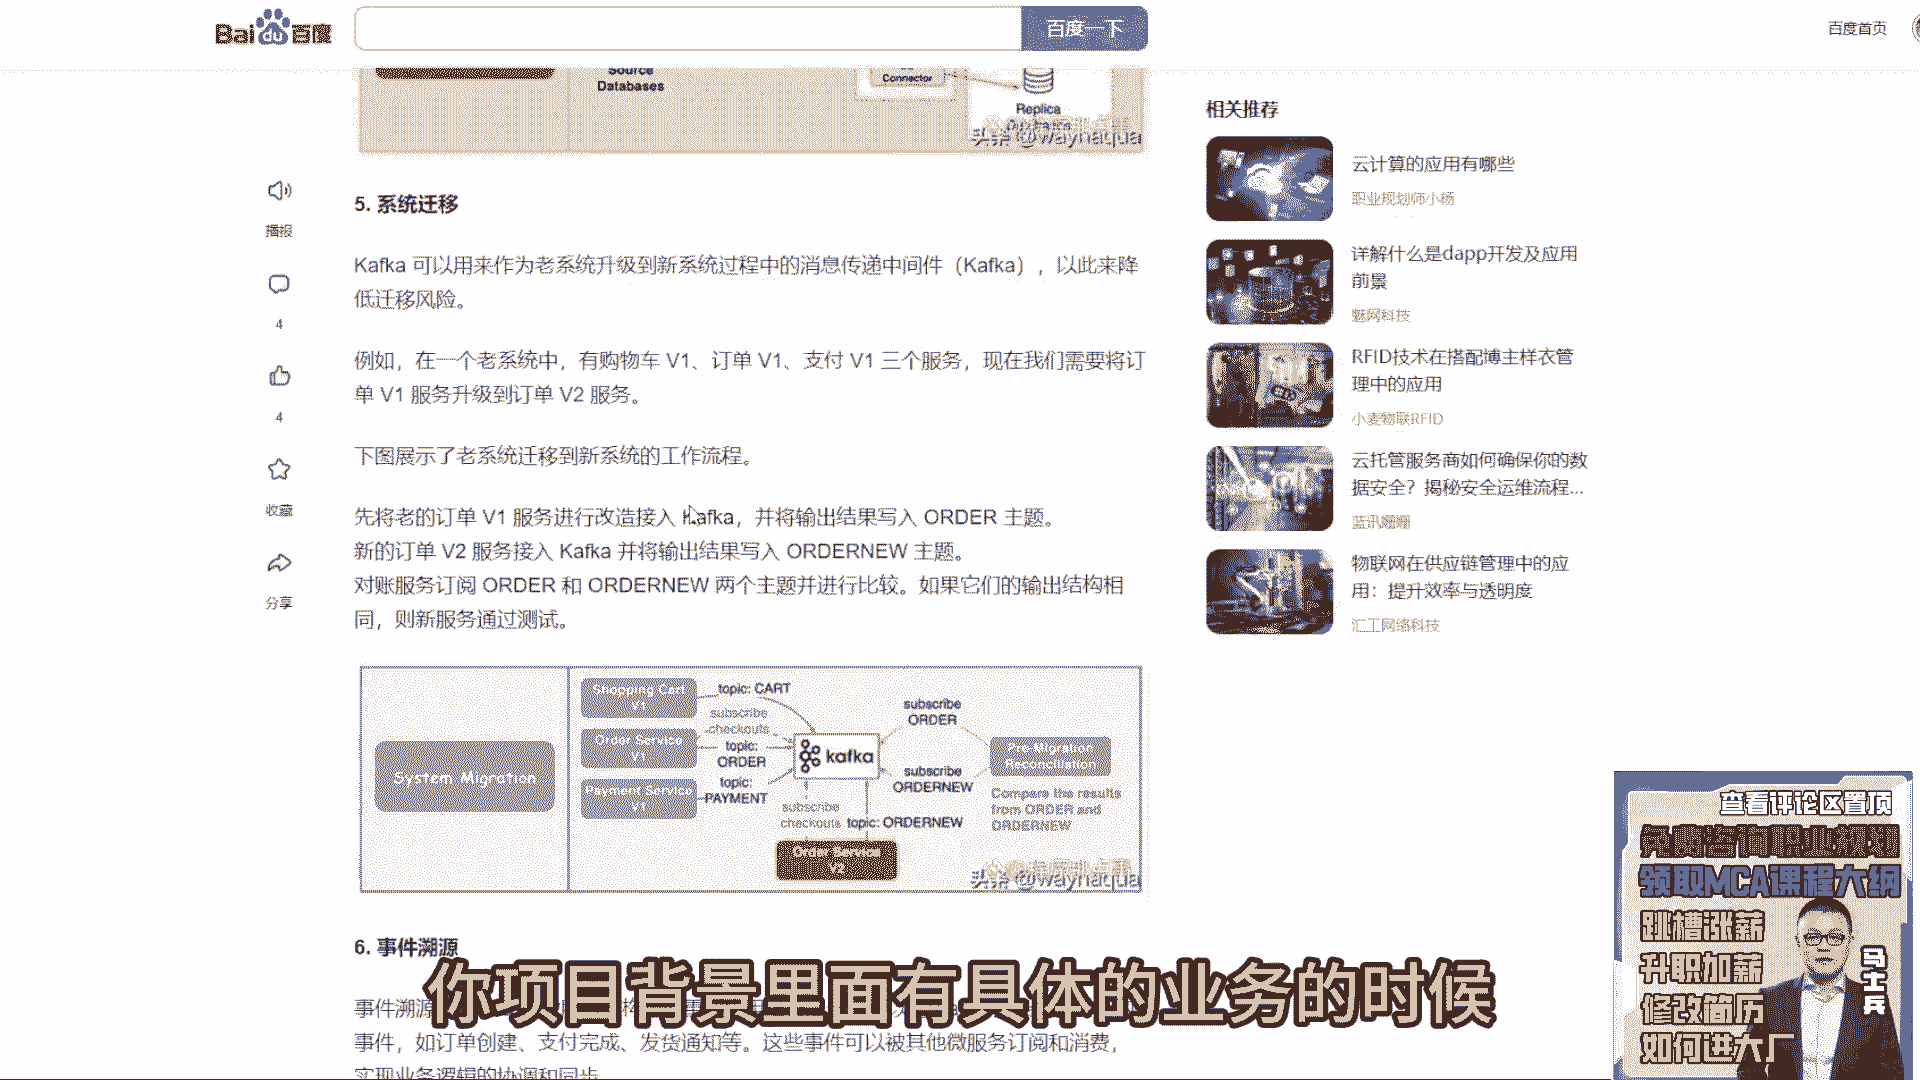 Bai du 百度
百度一下
百度首页
Source
Databases
Connector
Replica
头条 @waynaqua
播报
4
4
收藏
分享
5. 系统迁移
Kafka 可以用来作为老系统升级到新系统过程中的消息传递中间件（Kafka），以此来降
低迁移风险。
例如，在一个老系统中，有购物车 V1、订单 V1、支付 V1 三个服务，现在我们需要将订
单 V1 服务升级到订单 V2 服务。
下图展示了老系统迁移到新系统的工作流程。
先将老的订单 V1 服务进行改造接入 Kafka，并将输出结果写入 ORDER 主题。
新的订单 V2 服务接入 Kafka 并将输出结果写入 ORDERNEW 主题。
对账服务订阅 ORDER 和 ORDERNEW 两个主题并进行比较。如果它们的输出结构相
同，则新服务通过测试。
System Migration
Shopping Cart
V1
Order Service
V1
Payment Service
V1
topic: CART
subscribe
checkouts
topic:
ORDER
topic:
PAYMENT
kafka
subscribe
ORDER
subscribe
ORDERNEW
Pre-Migration
Reconciliation
Compare the results
from ORDER and
ORDERNEW
subscribe
checkouts
topic: ORDERNEW
Order Service
V2
头条 @waynaqua
6. 事件溯源
事件溯源
事件，如订单创建、支付完成、发货通知等。这些事件可以被其他微服务订阅和消费，
实现业务逻辑的协调和同步
你项目背景里面有具体的业务的时候
相关推荐
云计算的应用有哪些
职业规划师小杨
详解什么是dapp开发及应用
前景
魅网科技
RFID技术在搭配博主样衣管
理中的应用
小麦物联RFID
云托管服务商如何确保你的数
据安全？揭秘安全运维流程...
蓝讯姗姗
物联网在供应链管理中的应
用：提升效率与透明度
汇工网络科技
查看评论区置顶
免费咨询职业规划
领取MCA课程大纲
跳槽涨薪
升职加薪
修改简历
如何进大厂
马士兵